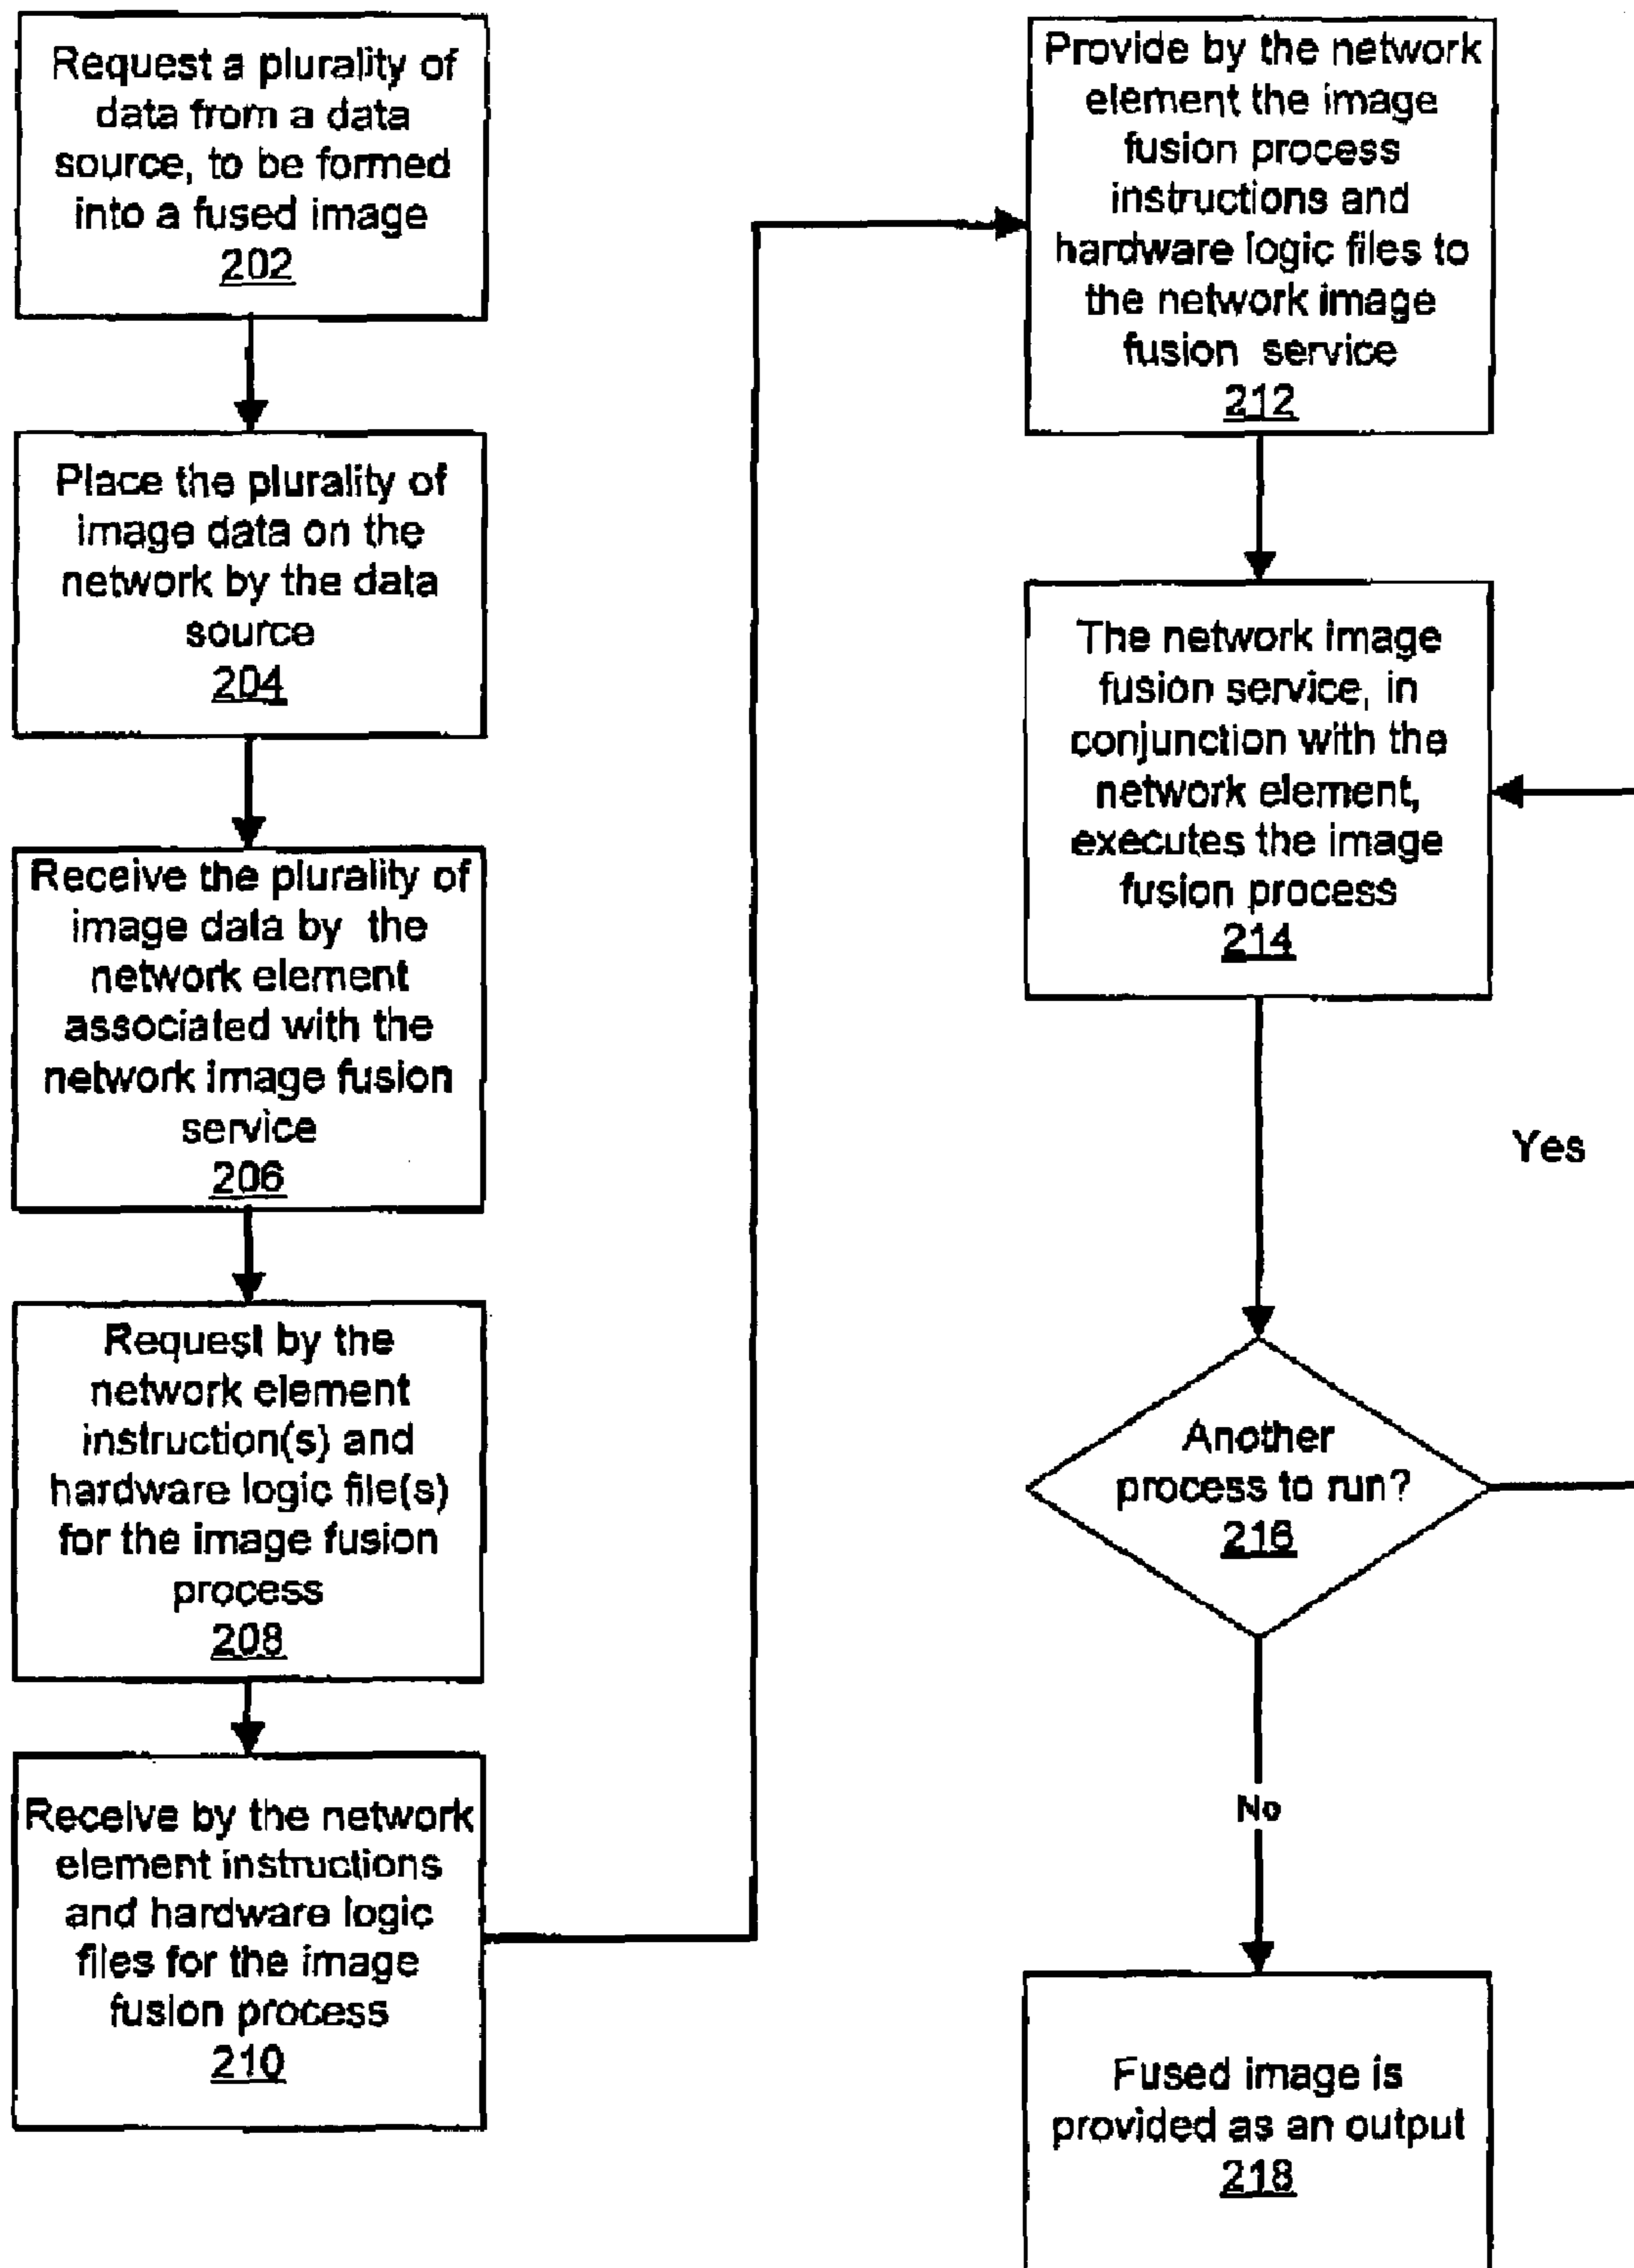 Request a plurality of
data from a data
source, to be formed
into a fused image
202
Place the plurality of
image data on the
network by the data
source
204
Receive the plurality of
image data by the
network element
associated with the
network image fusion
service
206
Request by the
network element
instruction(s) and
hardware logic file(s)
for the image fusion
process
208
Receive by the network
element instructions
and hardware logic
files for the image
fusion process
210
Provide by the network
element the image
fusion process
instructions and
hardware logic files to
the network image
fusion service
212
The network image
fusion service, in
conjunction with the
network element,
executes the image
fusion process
214
Yes
Another
process to run?
216
No
Fused image is
provided as an output
218